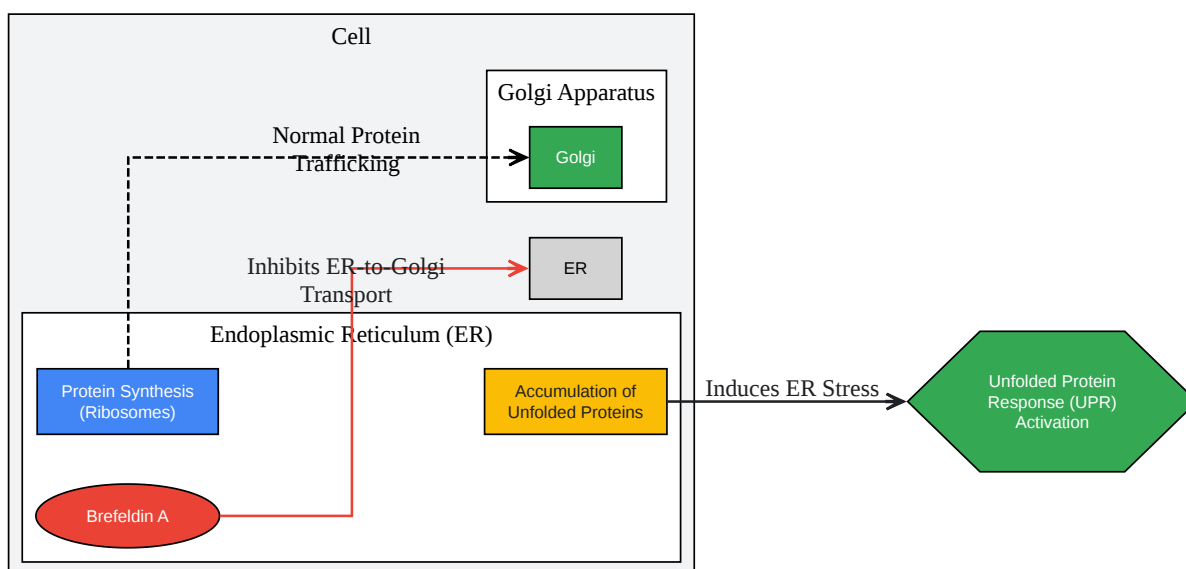 Cell
Golgi Apparatus
Normal Protein
Trafficking
Golgi
Inhibits ER-to-Golgi
Transport
ER
Endoplasmic Reticulum (ER)
Protein Synthesis
(Ribosomes)
Accumulation of
Unfolded Proteins
Induces ER Stress
Unfolded Protein
Response (UPR)
Activation
Brefeldin A